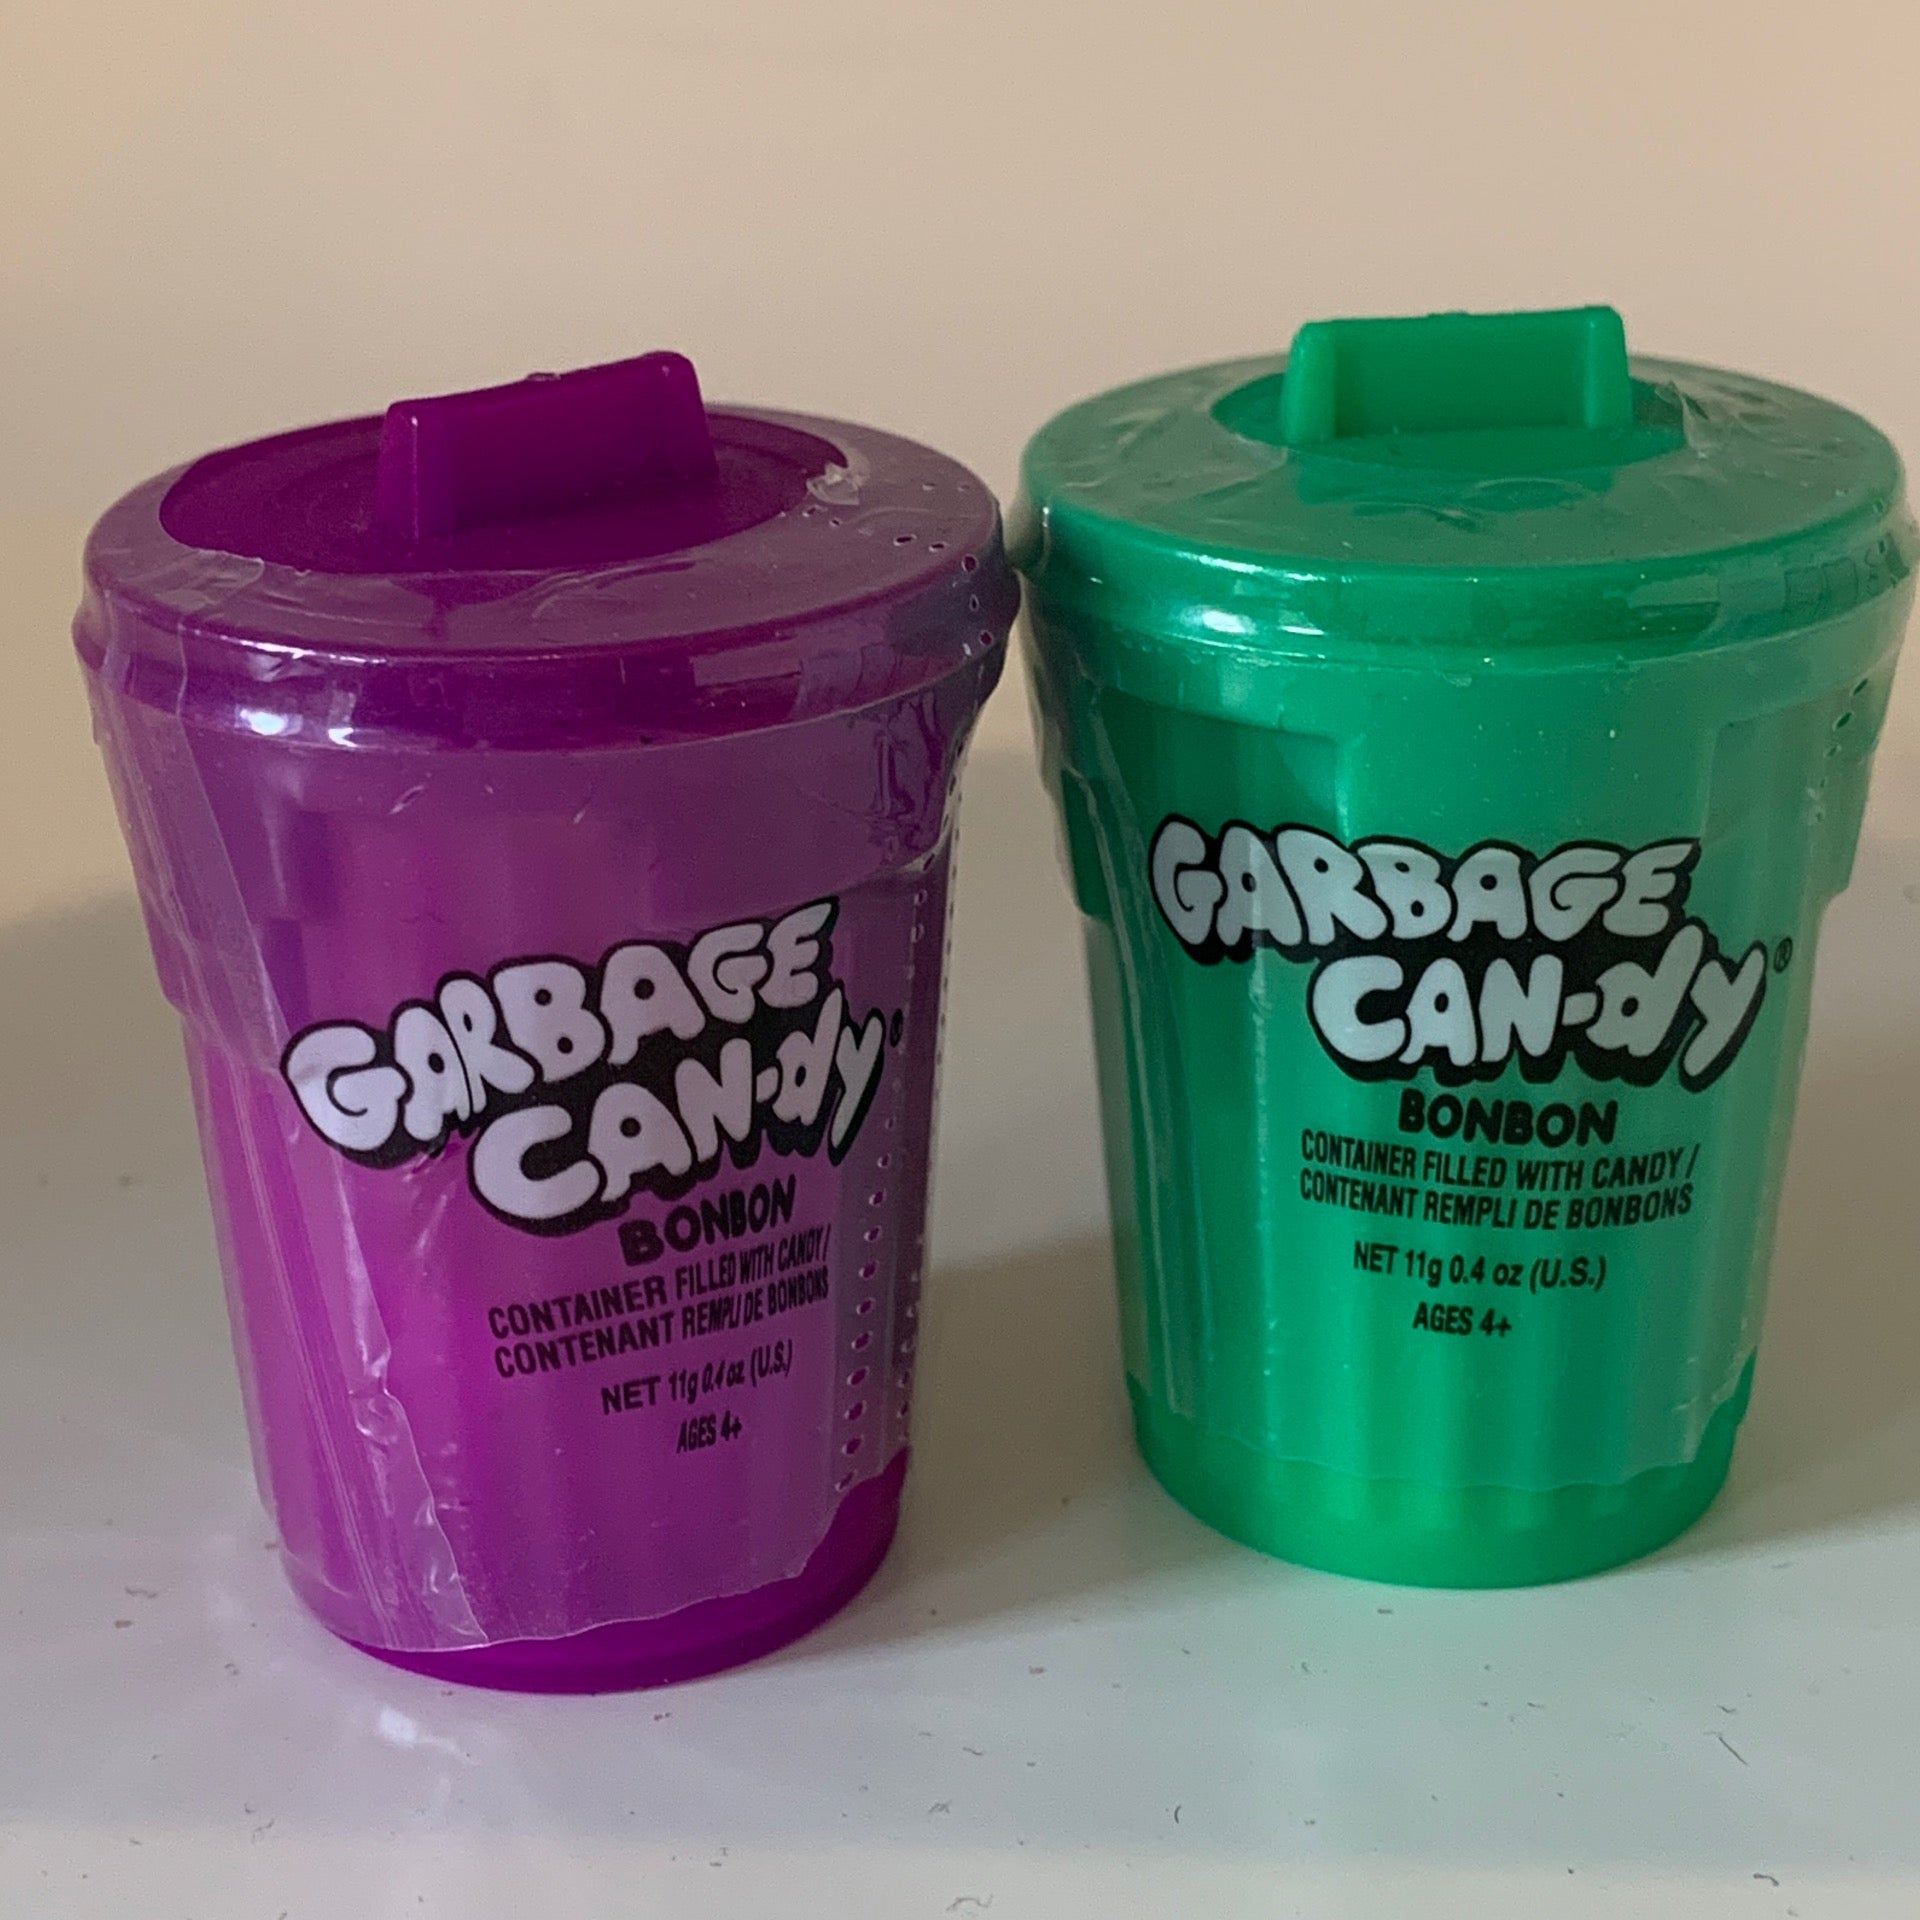 GARBAGE
CAN-dy®
BONBON
CONTAINER FILLED WITH CANDY/
CONTENANT REMPLI DE BONBONS
NET 11g 0.4 oz (U.S.)
AGES 4+
GARBAGE
CAN-dy®
BONBON
CONTAINER FILLED WITH CANDY/
CONTENANT REMPLI DE BONBONS
NET 11g 0.4 oz (U.S.)
AGES 4+